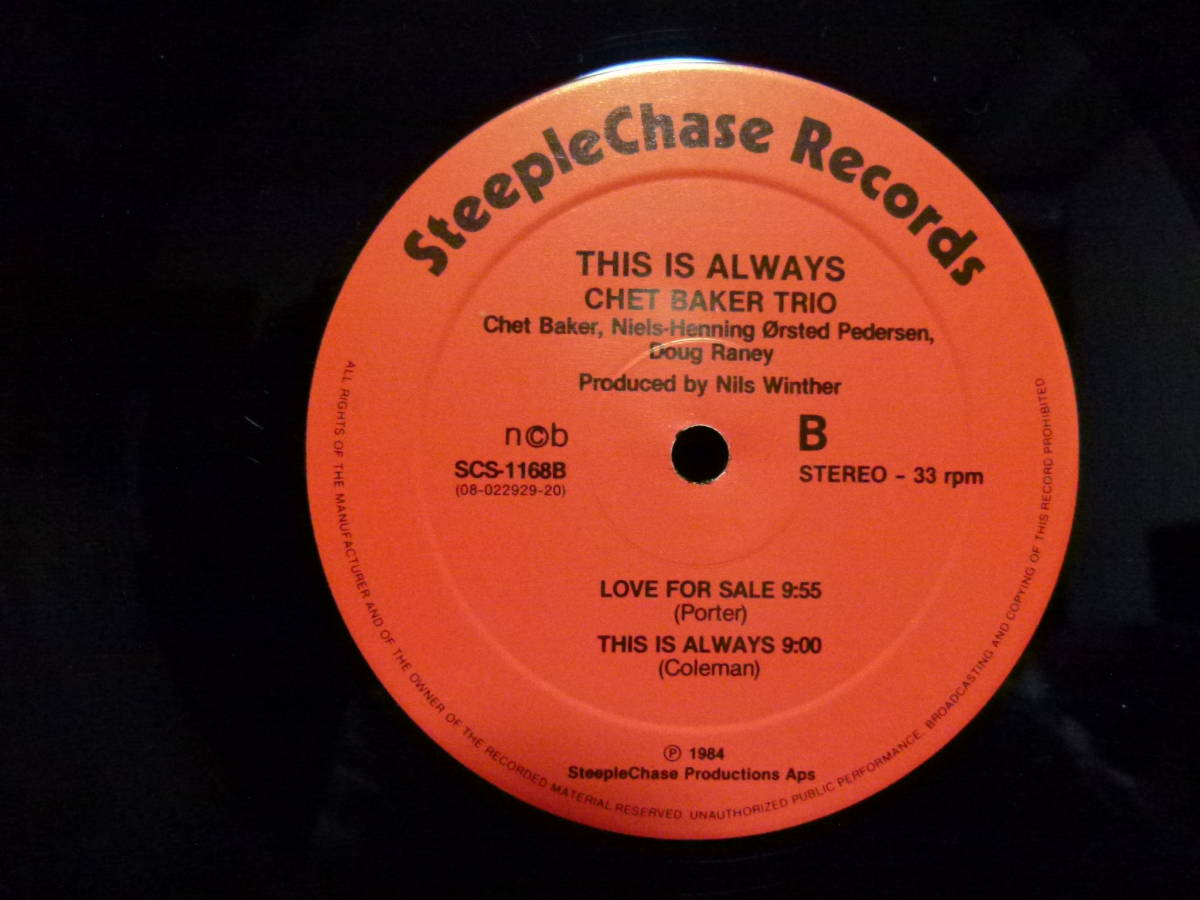 SteepleChase Records
THIS IS ALWAYS
CHET BAKER TRIO
Chet Baker, Niels-Henning Ørsted Pedersen,
Doug Raney
Produced by Nils Winther
n©b
SCS-1168B
(08-022929-20)
B
STEREO - 33 rpm
LOVE FOR SALE 9:55
(Porter)
THIS IS ALWAYS 9:00
(Coleman)
℗ 1984
SteepleChase Productions Aps
ALL RIGHTS OF THE MANUFACTURER AND OF THE OWNER OF THE RECORDED MATERIAL RESERVED. UNAUTHORIZED PUBLIC PERFORMANCE, BROADCASTING AND COPYING OF THIS RECORD PROHIBITED.